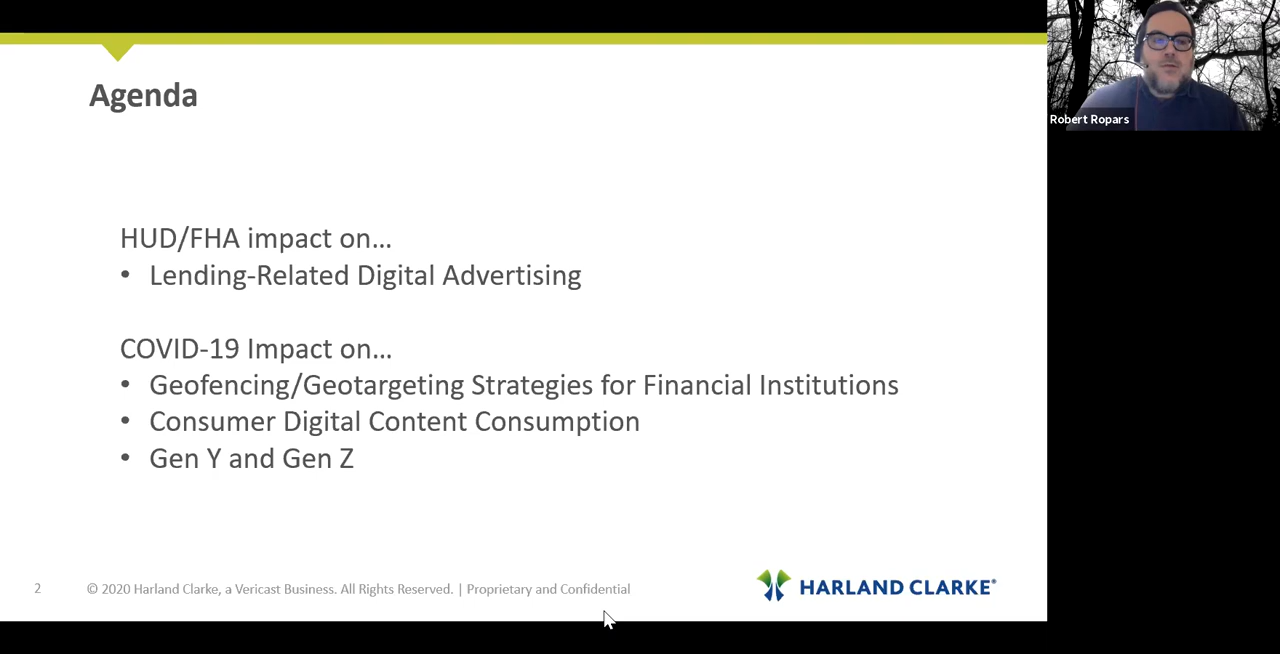 Agenda
Robert Ropars
HUD/FHA impact on...
• Lending-Related Digital Advertising
COVID-19 Impact on...
• Geofencing/Geotargeting Strategies for Financial Institutions
• Consumer Digital Content Consumption
• Gen Y and Gen Z
2 © 2020 Harland Clarke, a Vericast Business. All Rights Reserved. | Proprietary and Confidential
HARLAND CLARKE®